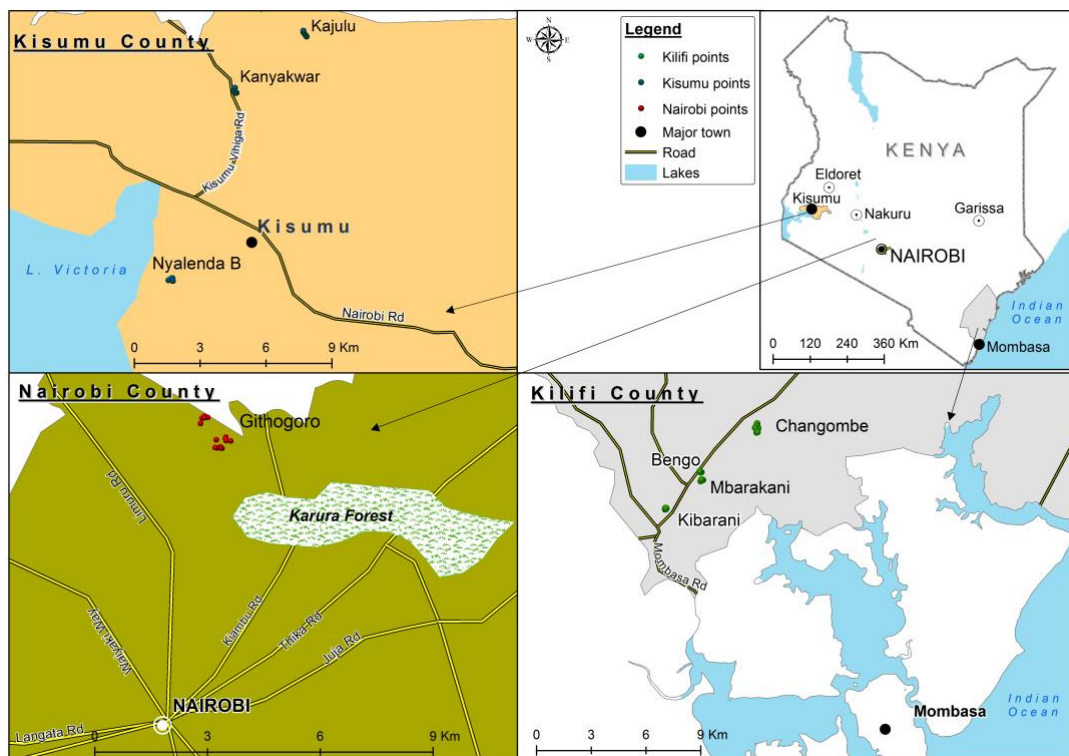 Kisumu County
Kajulu
Kanyakwar
Kisumu Vihiga Rd
Kisumu
L. Victoria
Nyalenda B
Nairobi Rd
0 3 6 9 Km
N
W E
S
Legend
Kilifi points
Kisumu points
Nairobi points
Major town
Road
Lakes
KENYA
Eldoret
Kisumu
Nakuru
Garissa
NAIROBI
Indian
Ocean
Mombasa
0 120 360 Km
Nairobi County
Githogoro
Limuru Rd
Karura Forest
Waiyaki Way
Kiambu Rd
Thika Rd
Juja Rd
NAIROBI
Langata Rd
0 3 6 9 Km
Kilifi County
Changombe
Bengo
Mbarakani
Kibarani
Mombasa Rd
Indian
Ocean
Mombasa
0 3 6 9 Km